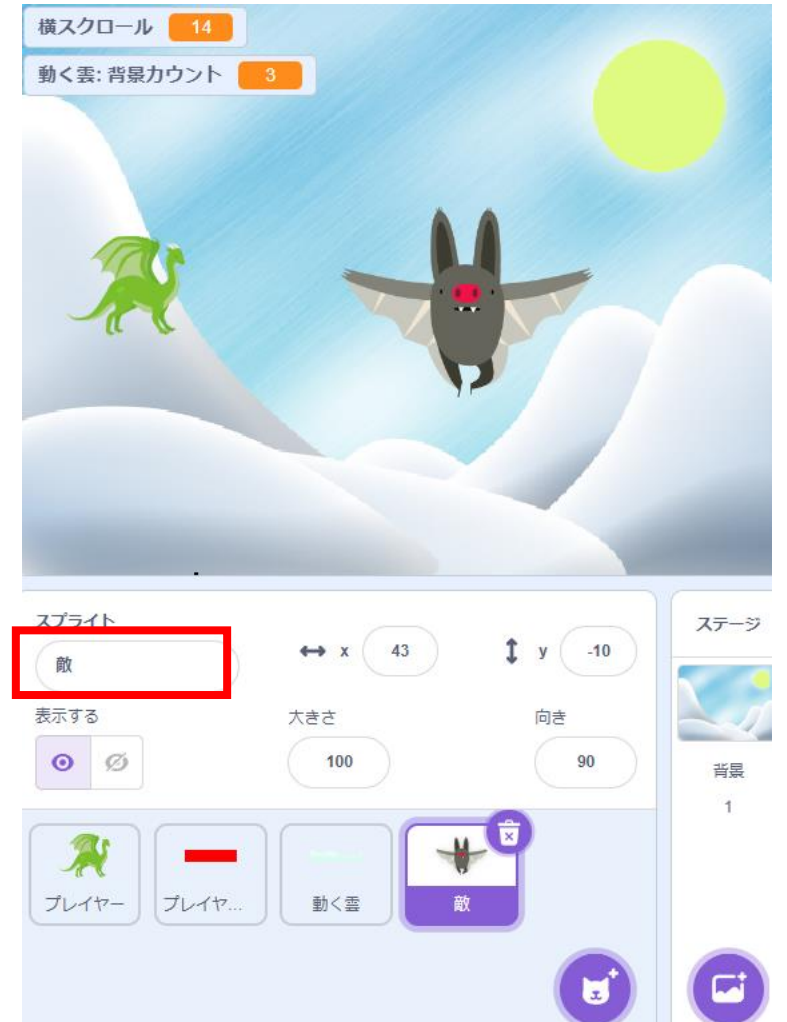 横スクロール 14
動く雲: 背景カウント 3
スプライト
敵
x 43
y -10
表示する
大きさ
100
向き
90
プレイヤー
プレイヤ...
動く雲
敵
ステージ
背景
1